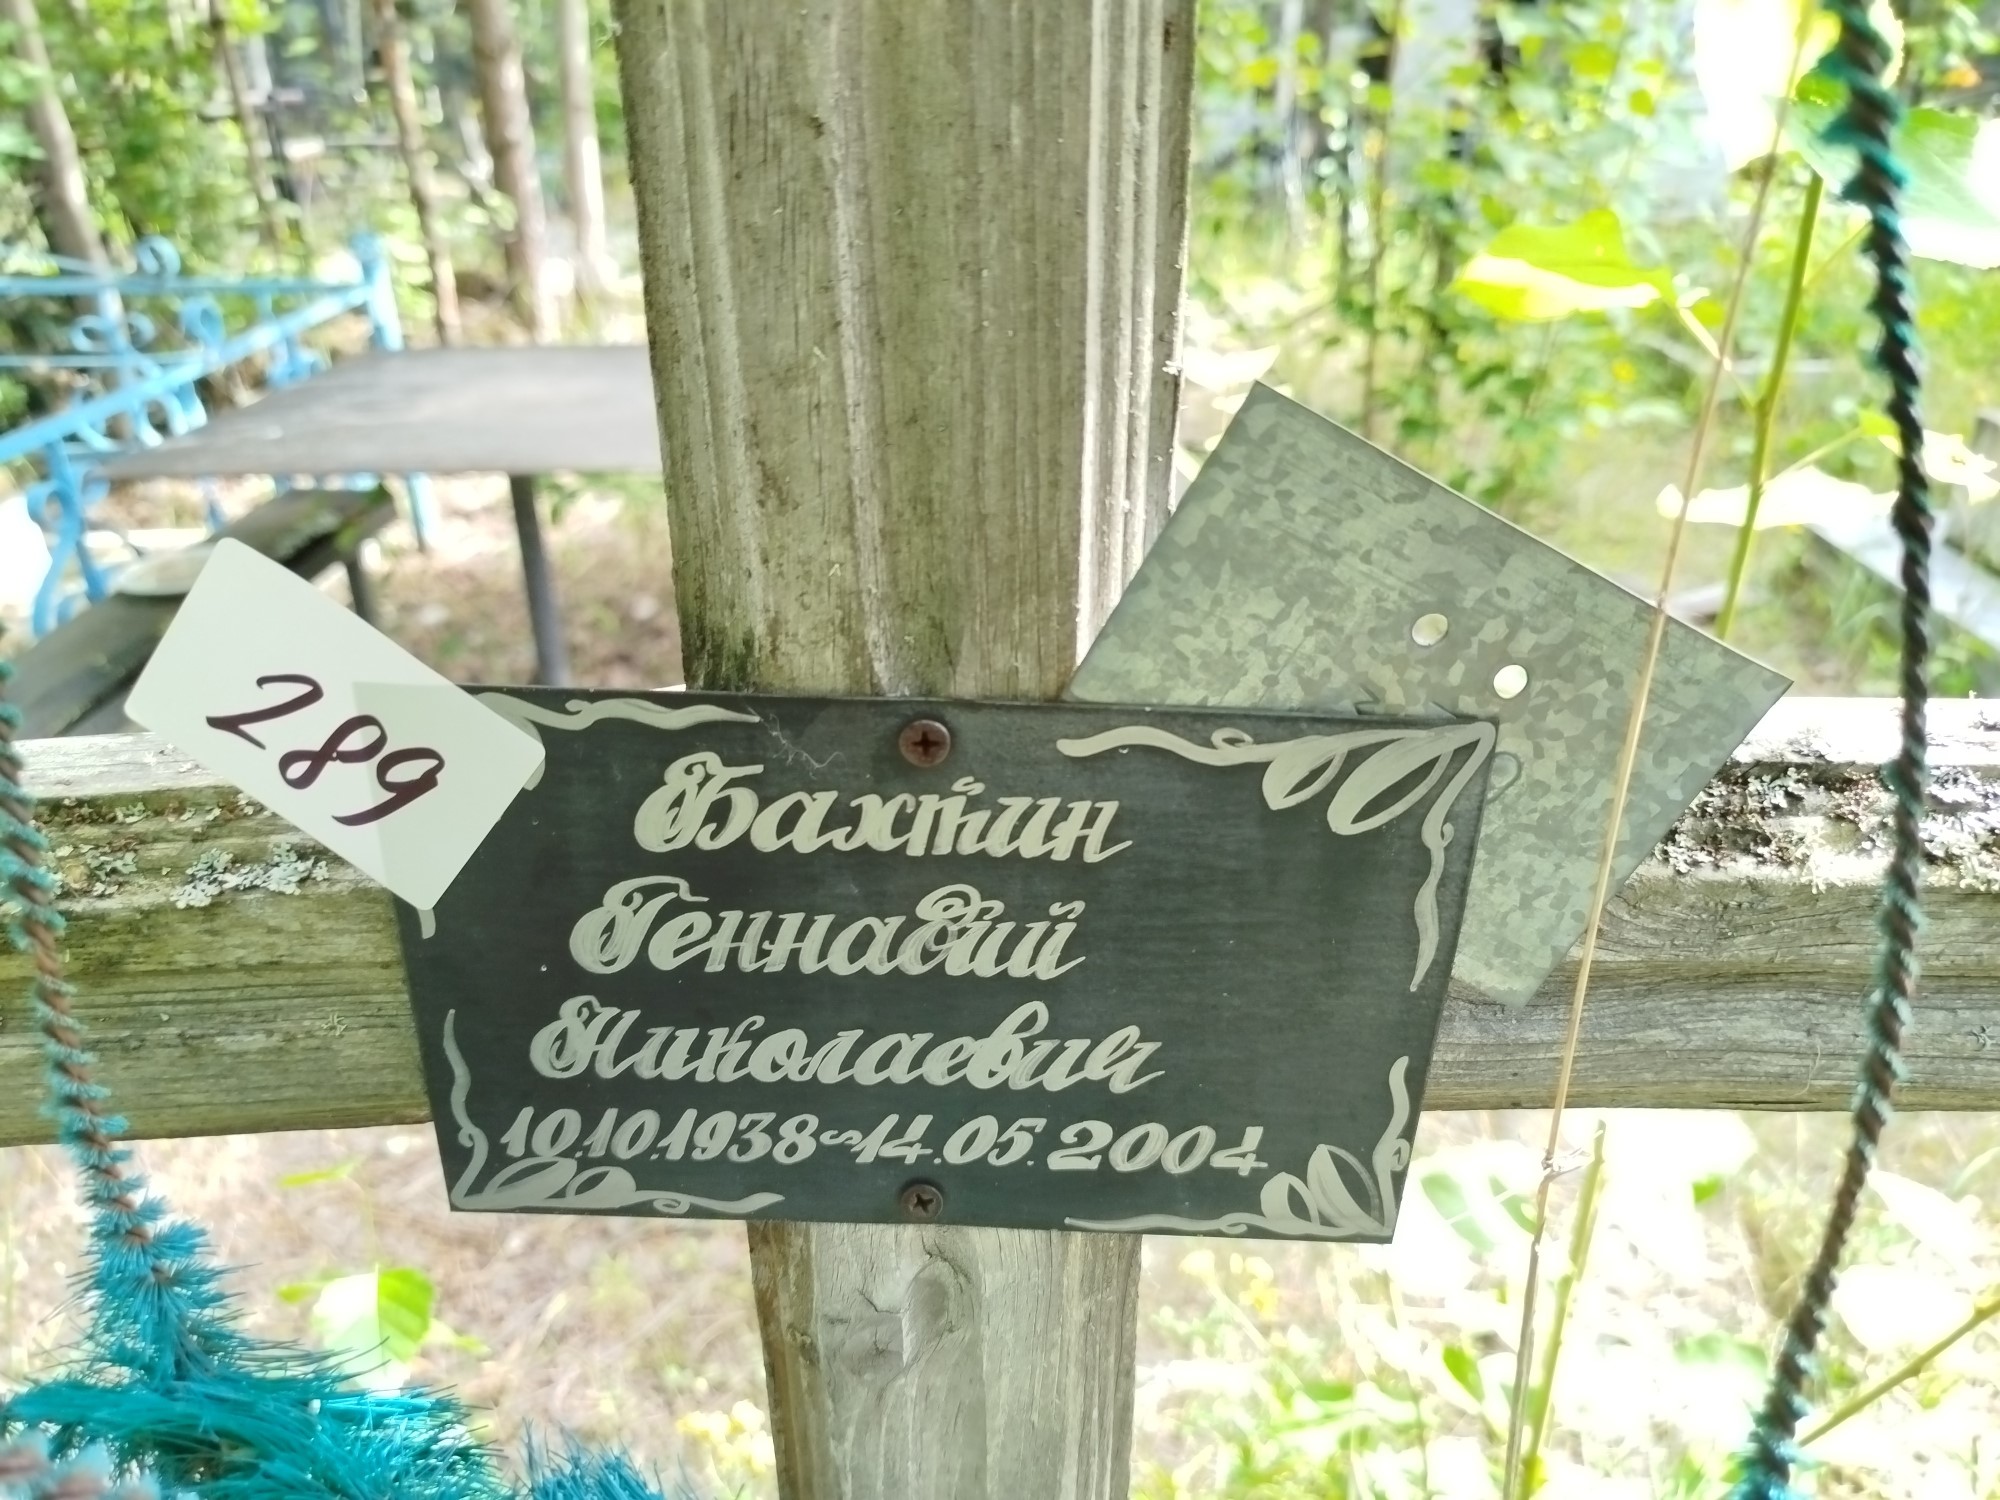 289
Бахтин
Геннадий
Николаевич
10.10.1938~14.05.2004